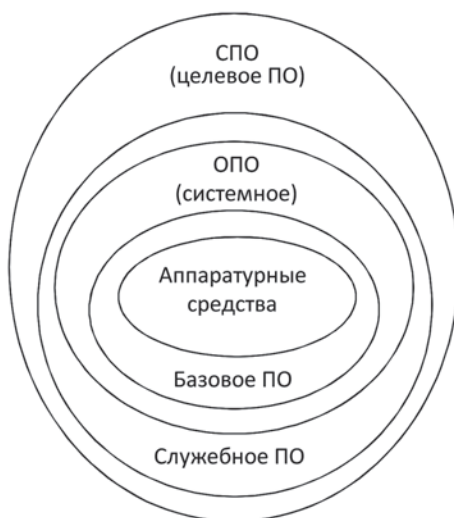 СПО
(целевое ПО)
ОПО
(системное)
Аппаратурные
средства
Базовое ПО
Служебное ПО